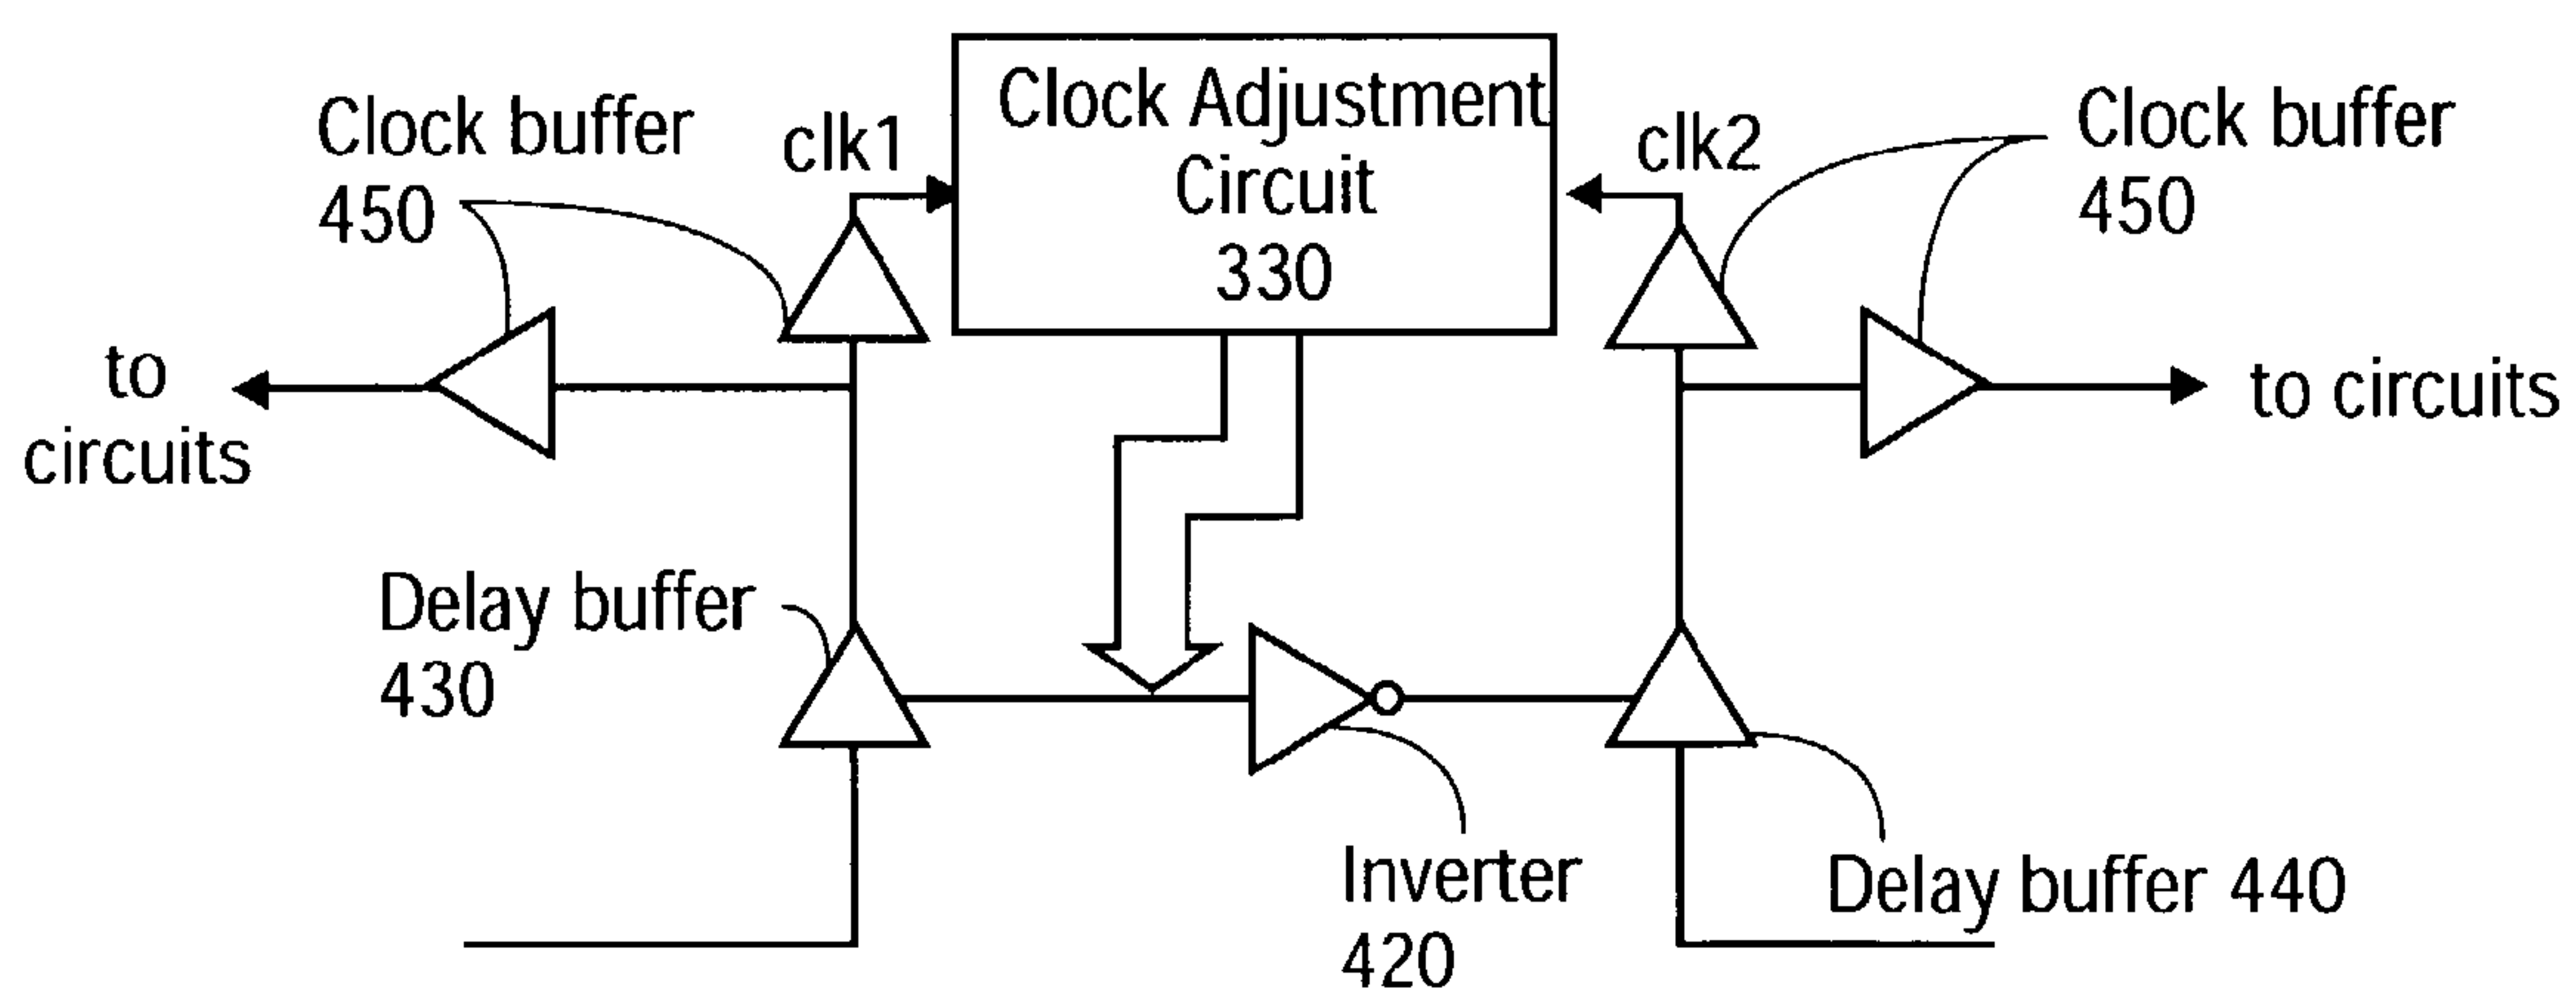 Clock Adjustment
Circuit
330
Clock buffer
450
clk1
clk2
Clock buffer
450
to
circuits
to circuits
Delay buffer
430
Inverter
420
Delay buffer 440